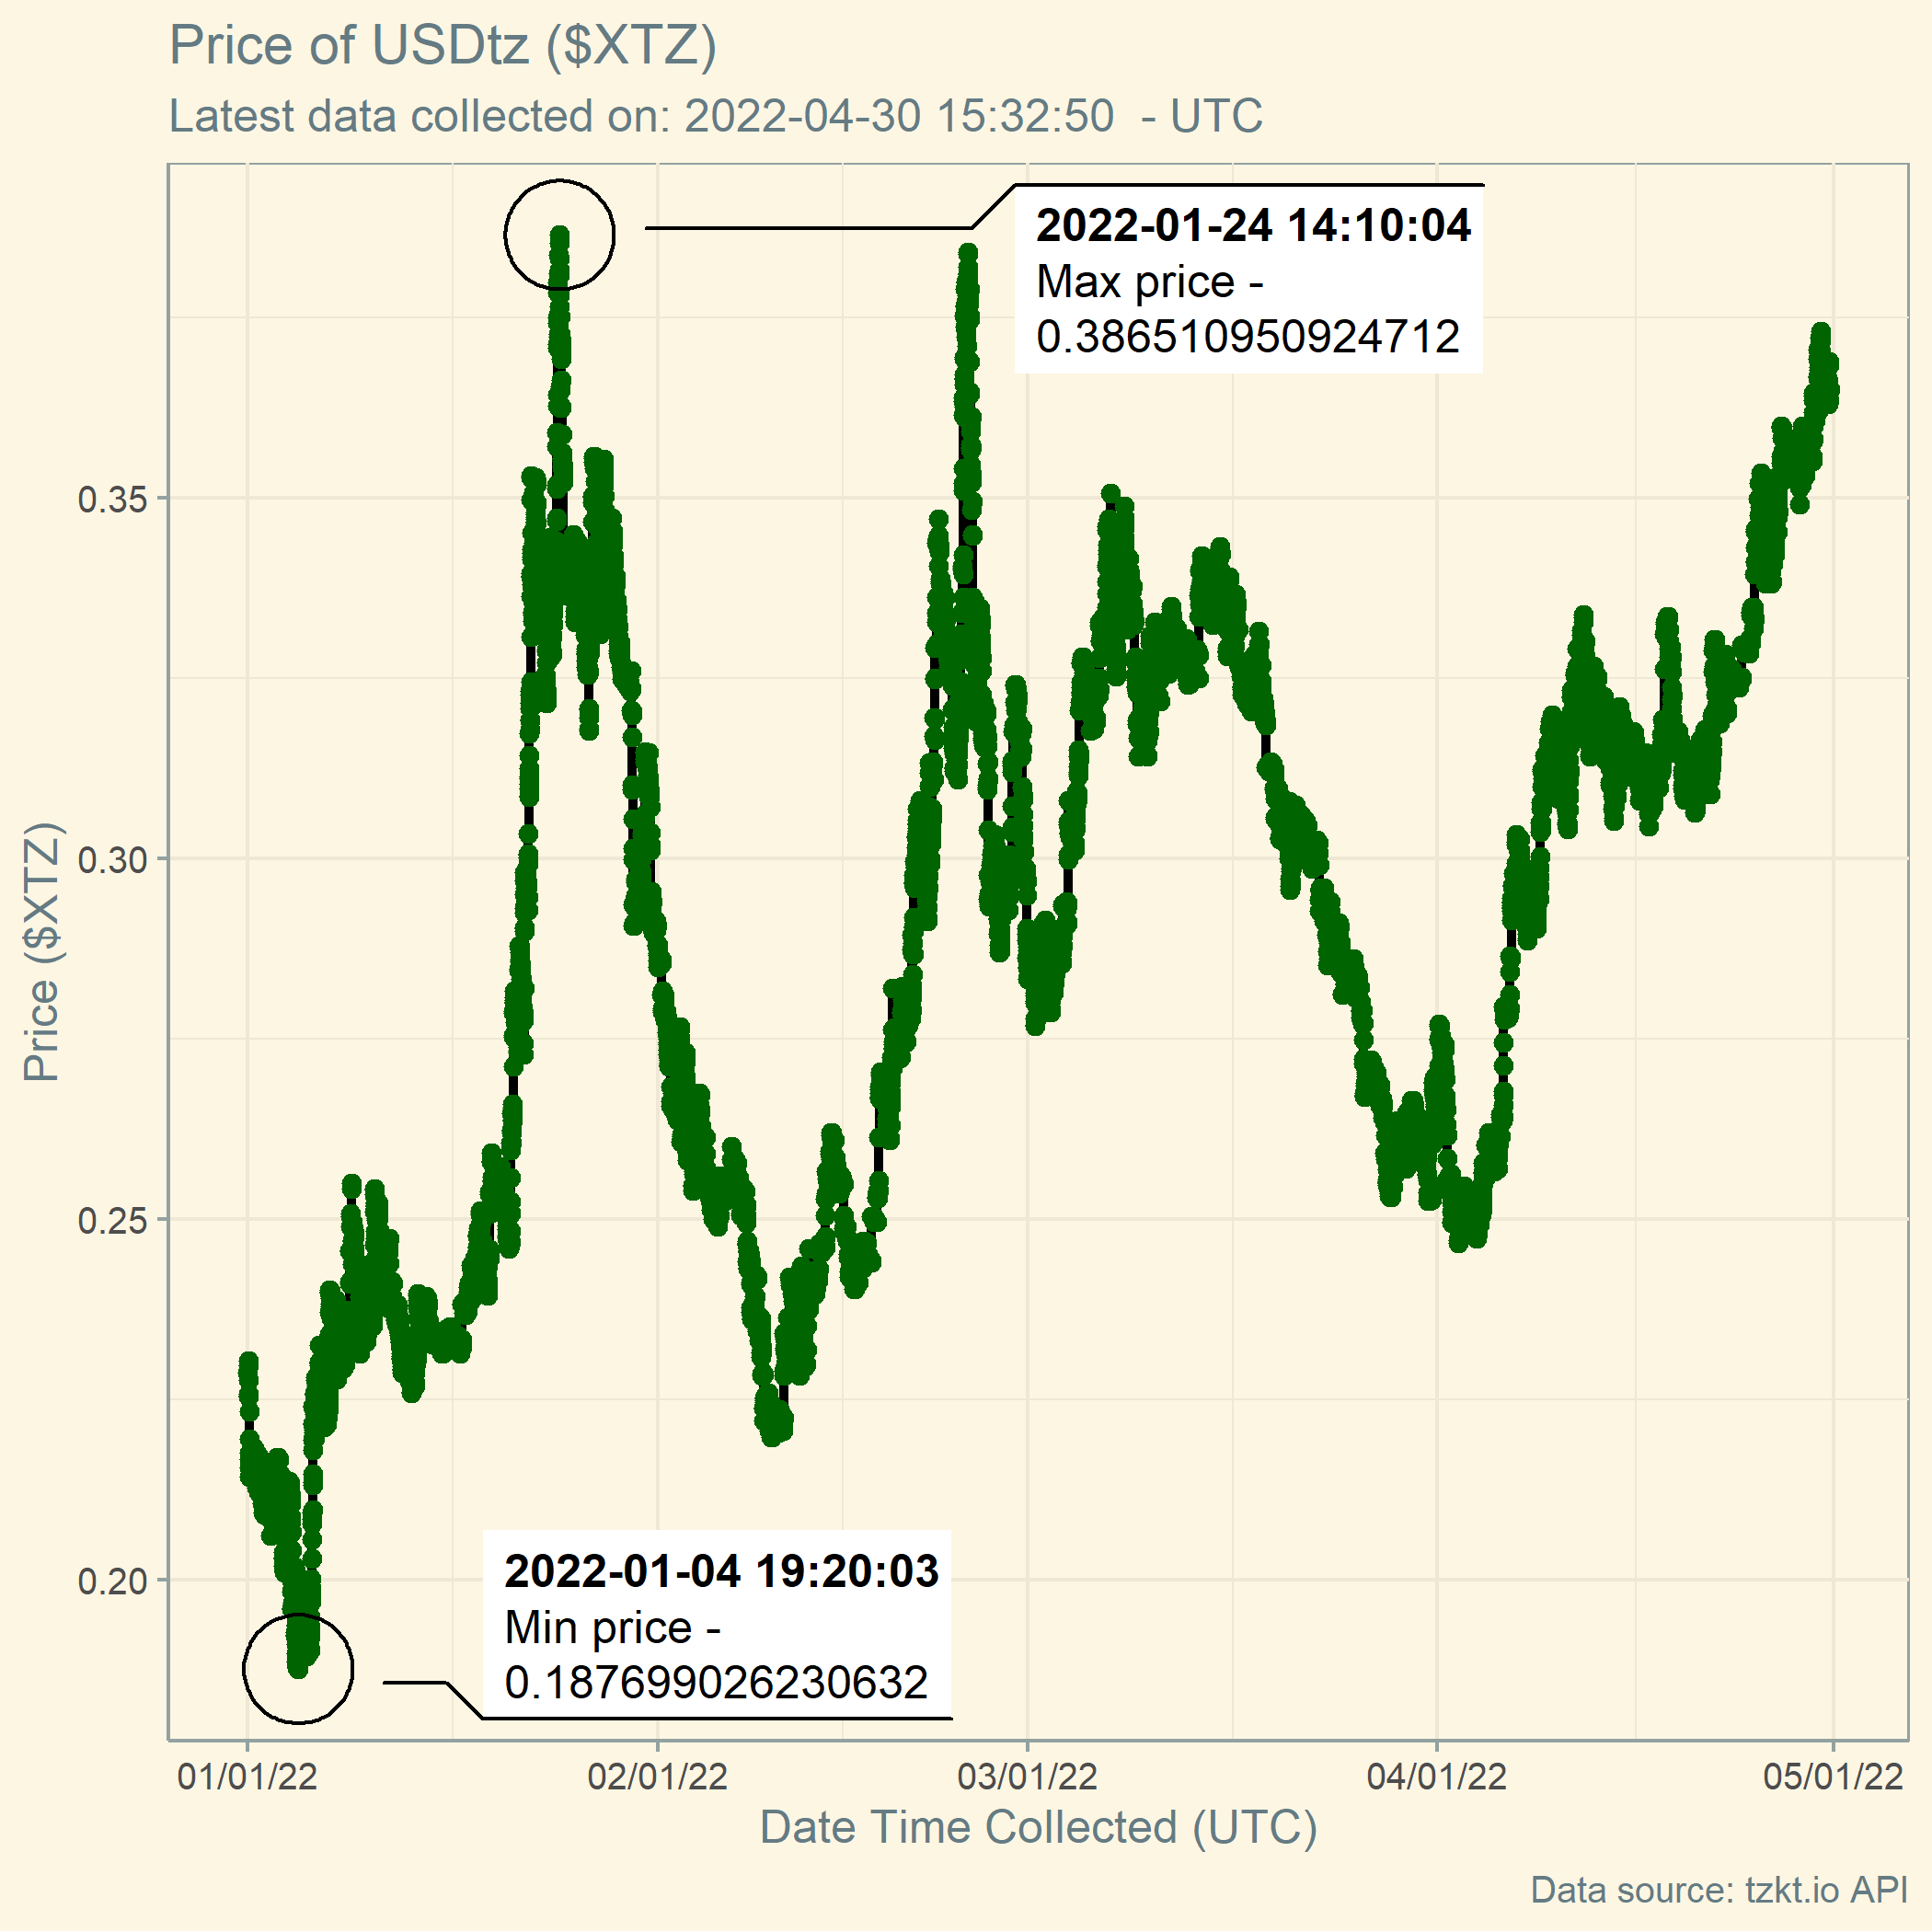 Price of USDtz ($XTZ)
Latest data collected on: 2022-04-30 15:32:50  - UTC
2022-01-24 14:10:04
Max price -
0.386510950924712
0.35
0.30
0.25
0.20
Price ($XTZ)
2022-01-04 19:20:03
Min price -
0.187699026230632
01/01/22
02/01/22
03/01/22
04/01/22
05/01/22
Date Time Collected (UTC)
Data source: tzkt.io API